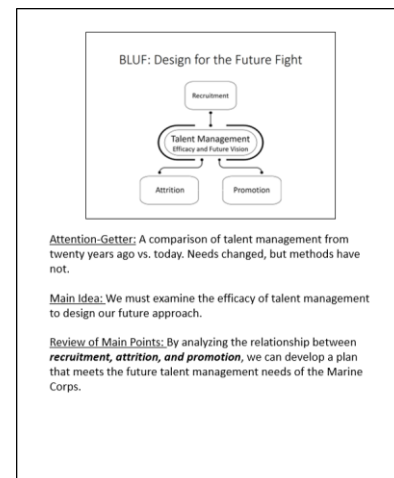 BLUF: Design for the Future Fight
Recruitment
Talent Management
Efficacy and Future Vision
Attrition
Promotion
Attention-Getter: A comparison of talent management from
twenty years ago vs. today. Needs changed, but methods have
not.
Main Idea: We must examine the efficacy of talent management
to design our future approach.
Review of Main Points: By analyzing the relationship between
recruitment, attrition, and promotion, we can develop a plan
that meets the future talent management needs of the Marine
Corps.